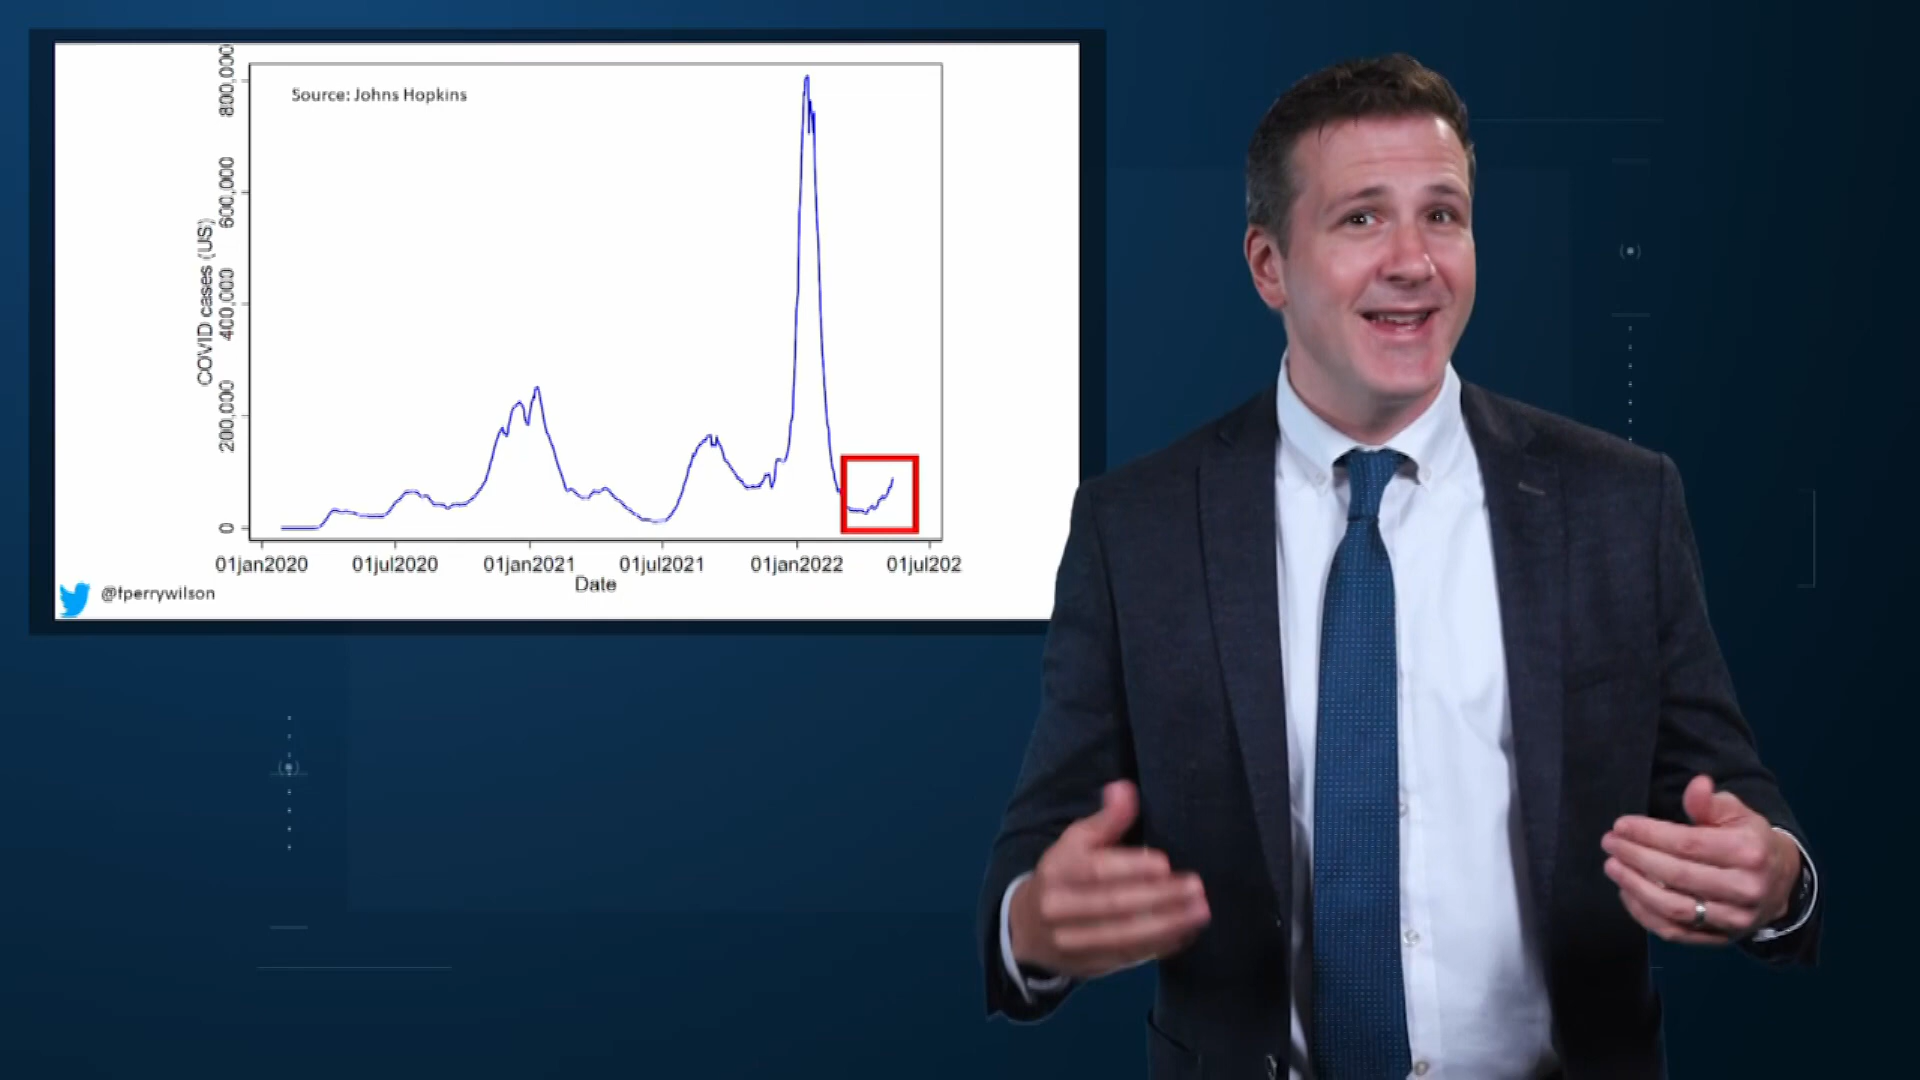 Source: Johns Hopkins
COVID cases (US)
800,000
600,000
400,000
200,000
0
01jan2020 01jul2020 01jan2021 01jul2021 01jan2022 01jul202
Date
@fperrywilson